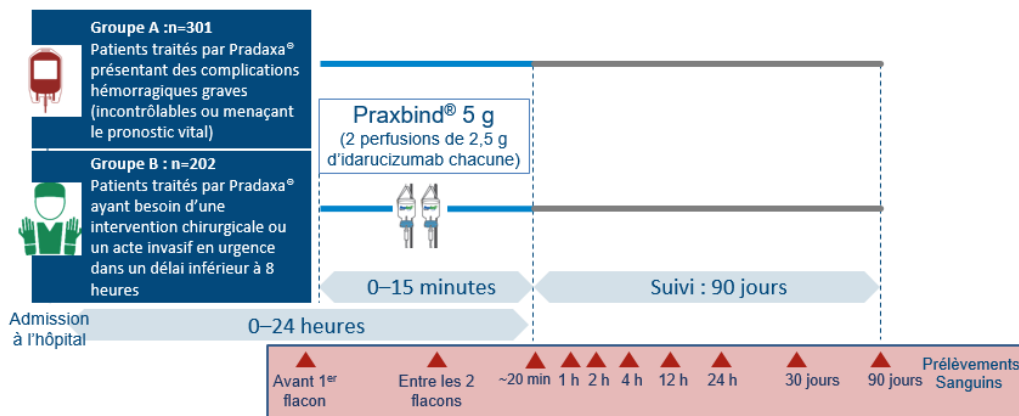 Groupe A :n=301
Patients traités par Pradaxa®
présentant des complications
hémorragiques graves
(incontrôlables ou menaçant
le pronostic vital)
Groupe B : n=202
Patients traités par Pradaxa®
ayant besoin d'une
intervention chirurgicale ou
un acte invasif en urgence
dans un délai inférieur à 8
heures
Praxbind® 5 g
(2 perfusions de 2,5 g
d'idarucizumab chacune)
0–15 minutes
Suivi : 90 jours
Admission
à l'hôpital
0–24 heures
Avant 1er
flacon
Entre les 2
flacons
~20 min
1 h
2 h
4 h
12 h
24 h
30 jours
90 jours
Prélèvements
Sanguins